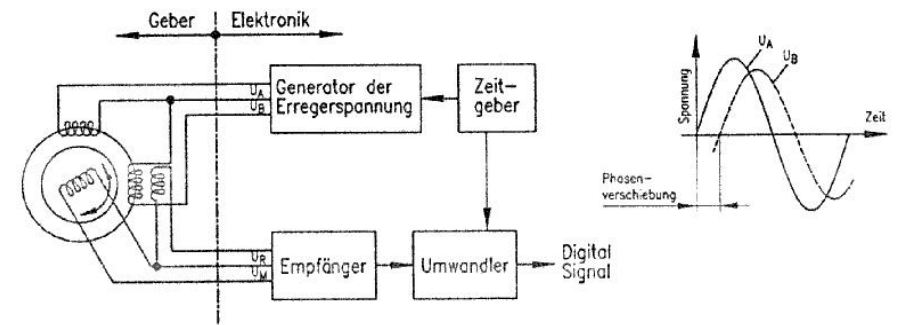 Geber
Elektronik
U_A
U_B
Generator der
Erregerspannung
Zeit-
geber
U_R
U_M
Empfänger
Umwandler
Digital
Signal
Spannung
U_A
U_B
Zeit
Phasen-
verschiebung